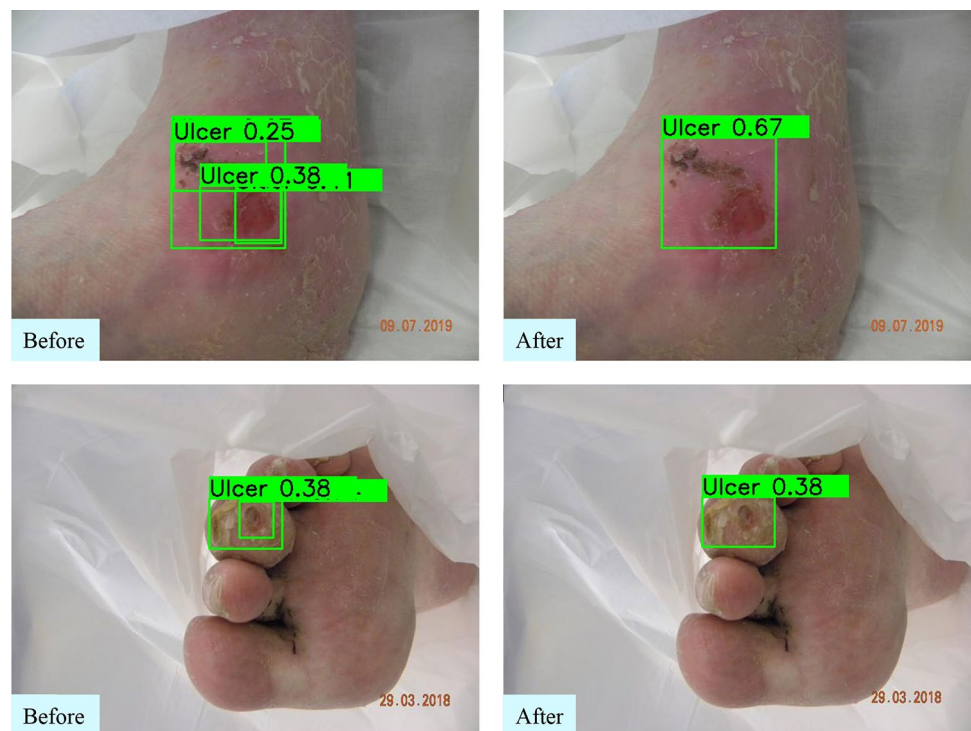 Ulcer 0.25
Ulcer 0.38
09.07.2019
Before
Ulcer 0.67
09.07.2019
After
Ulcer 0.38
29.03.2018
Before
Ulcer 0.38
29.03.2018
After